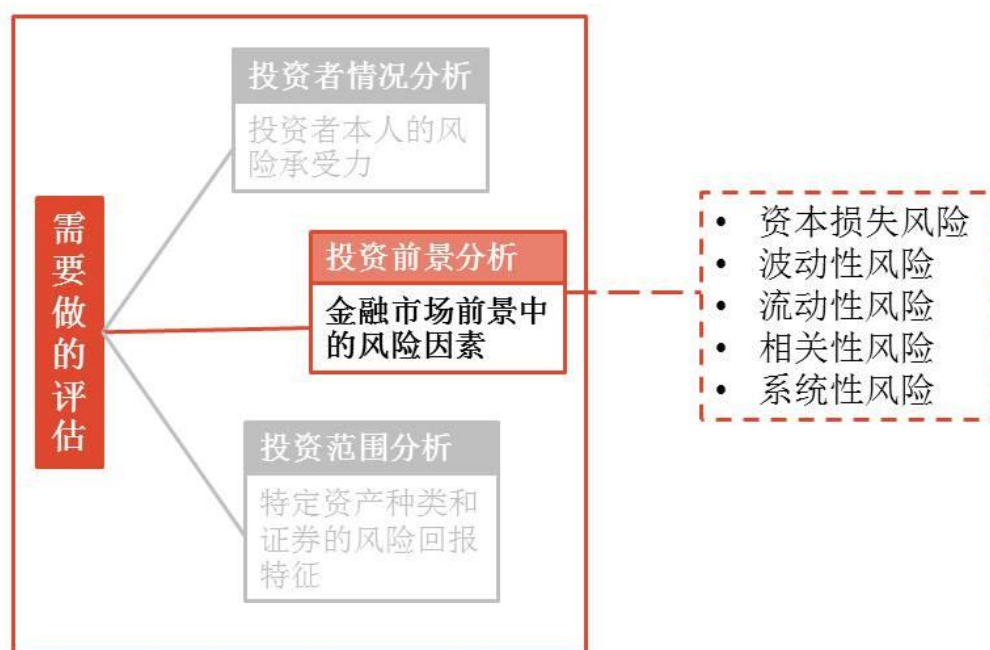 需要做的评估
投资者情况分析
投资者本人的风
险承受力
投资前景分析
金融市场前景中
的风险因素
投资范围分析
特定资产种类和
证券的风险回报
特征
• 资本损失风险
• 波动性风险
• 流动性风险
• 相关性风险
• 系统性风险